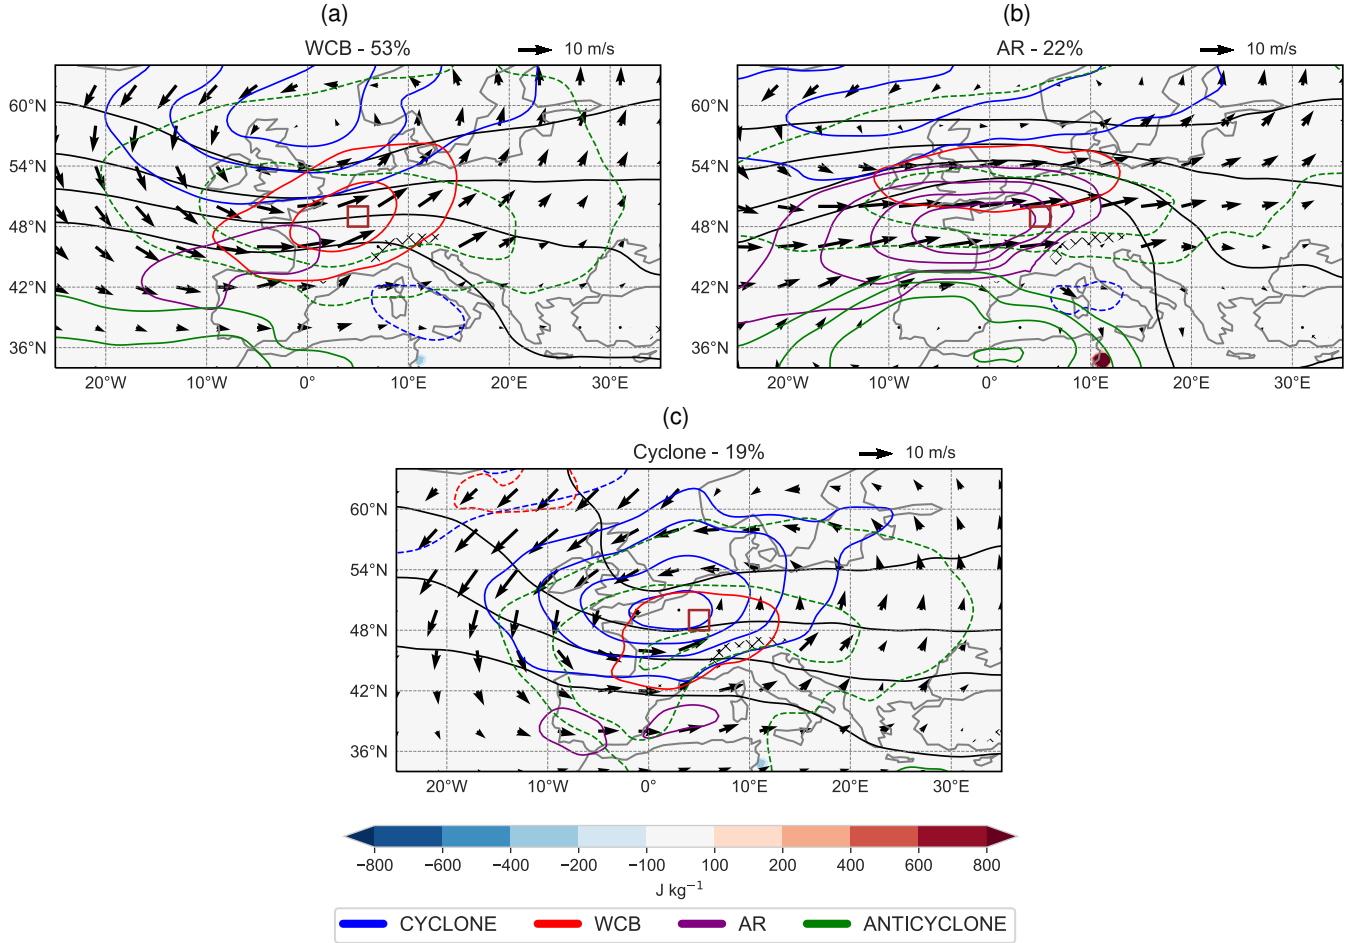 (a)
WCB - 53%
10 m/s
60°N
54°N
48°N
42°N
36°N
20°W
10°W
0°
10°E
20°E
30°E
(b)
AR - 22%
10 m/s
60°N
54°N
48°N
42°N
36°N
20°W
10°W
0°
10°E
20°E
30°E
(c)
Cyclone - 19%
10 m/s
60°N
54°N
48°N
42°N
36°N
20°W
10°W
0°
10°E
20°E
30°E
−800 −600 −400 −200 −100 100 200 400 600 800
J kg⁻¹
CYCLONE WCB AR ANTICYCLONE